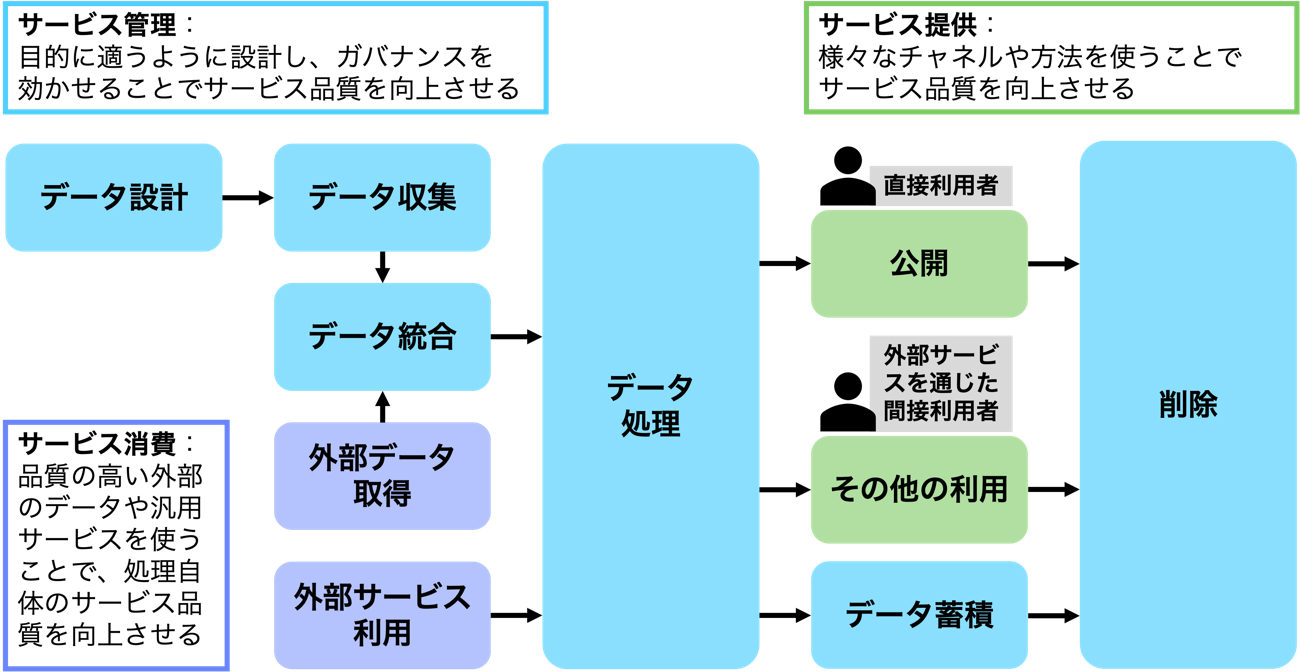 サービス管理：
目的に適うように設計し、ガバナンスを
効かせることでサービス品質を向上させる
サービス提供：
様々なチャネルや方法を使うことで
サービス品質を向上させる
データ設計
データ収集
データ統合
外部データ
取得
外部サービス
利用
サービス消費：
品質の高い外部
のデータや汎用
サービスを使う
ことで、処理自
体のサービス品
質を向上させる
データ
処理
直接利用者
公開
外部サービ
スを通じた
間接利用者
その他の利用
データ蓄積
削除